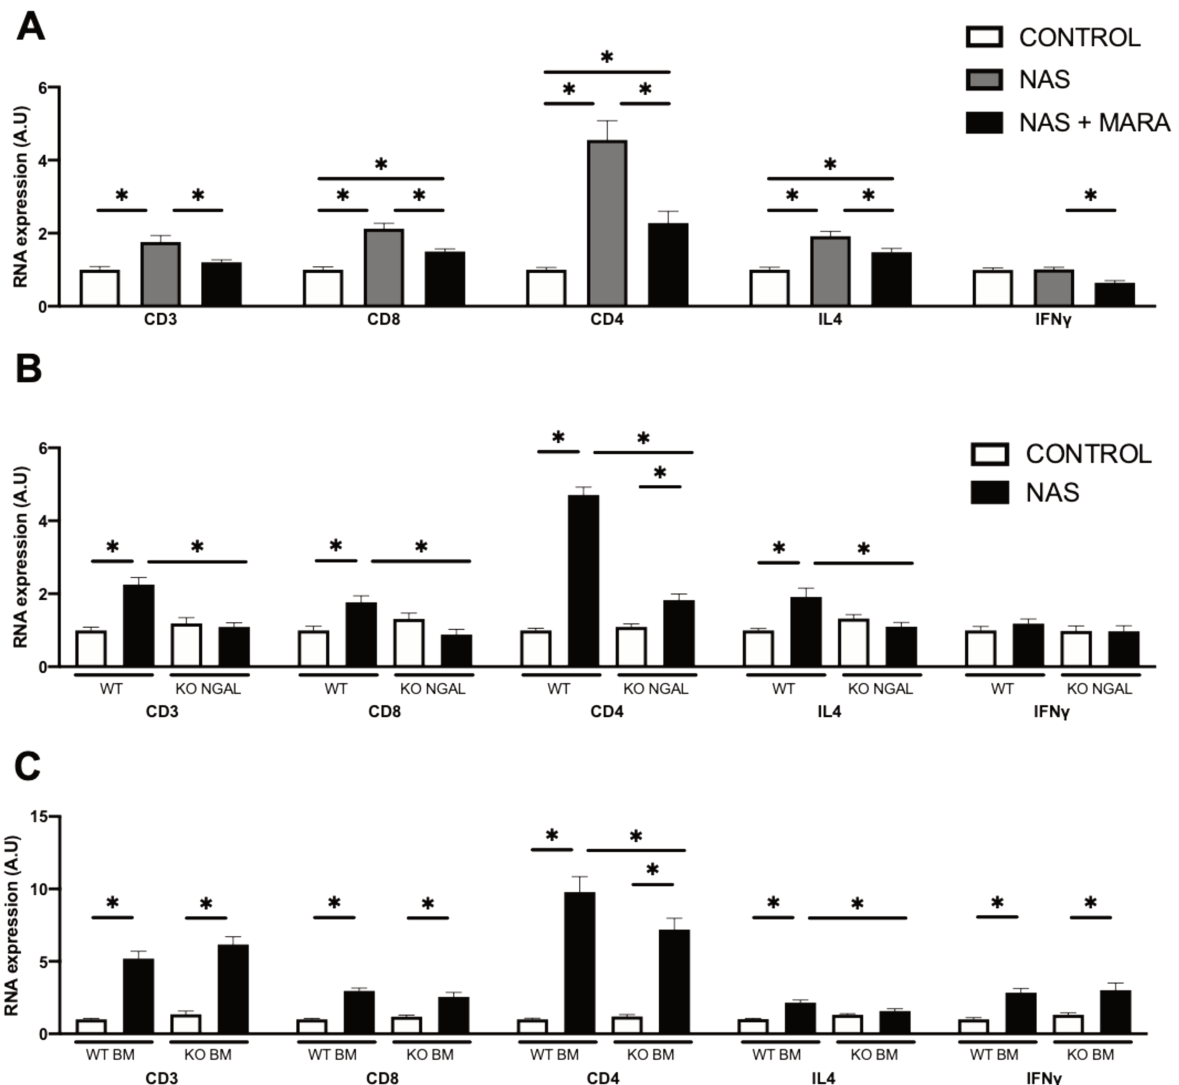 A
CONTROL
NAS
NAS + MARA
RNA expression (A.U)
6
4
2
0
* * * * * * * * * * * * *
CD3 CD8 CD4 IL4 IFNγ
B
CONTROL
NAS
RNA expression (A.U)
6
4
2
0
* * * * * * * * *
WT KO NGAL WT KO NGAL WT KO NGAL WT KO NGAL WT KO NGAL
CD3 CD8 CD4 IL4 IFNγ
C
RNA expression (A.U)
15
10
5
0
* * * * * * * * * * *
WT BM KO BM WT BM KO BM WT BM KO BM WT BM KO BM WT BM KO BM
CD3 CD8 CD4 IL4 IFNγ